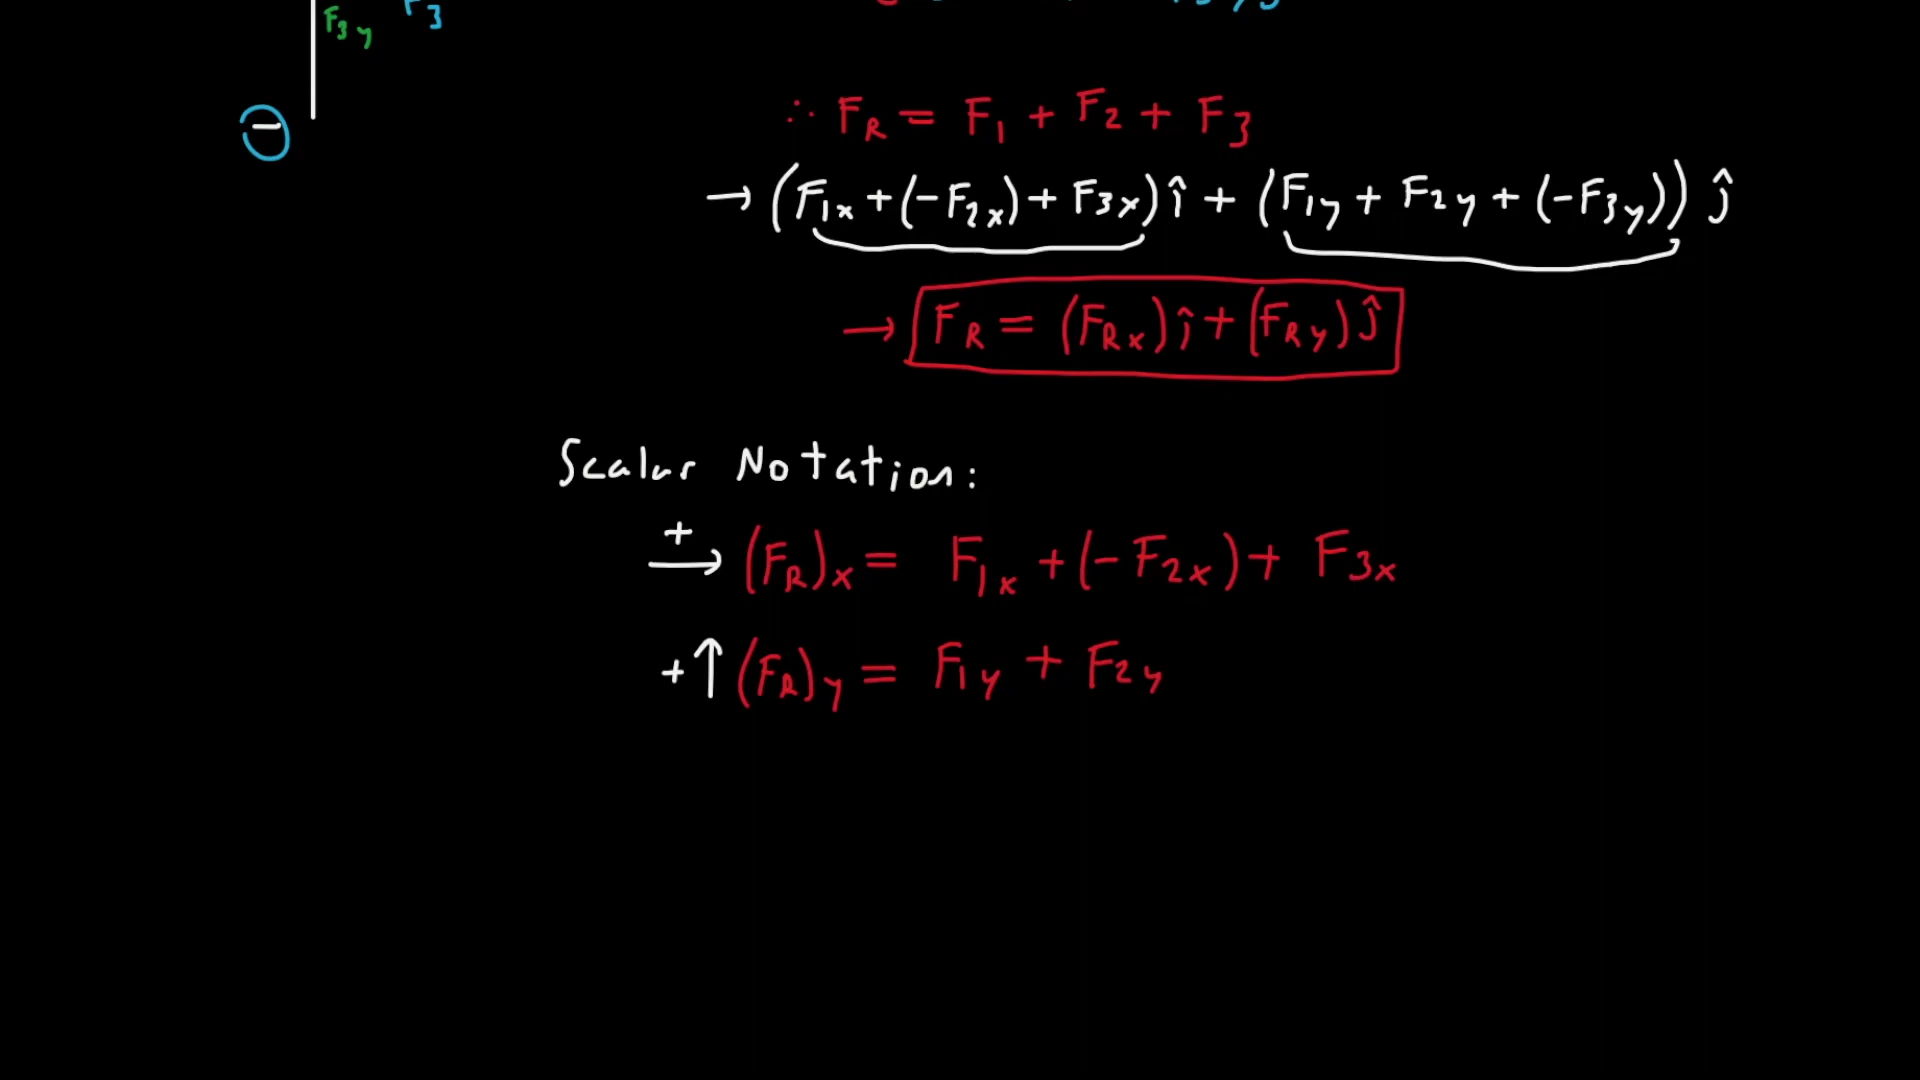 F3y F3
−
∴ FR = F1 + F2 + F3
→ (F1x + (−F2x) + F3x) î + (F1y + F2y + (−F3y)) ĵ
→ FR = (FRx) î + (FRy) ĵ
Scalar Notation:
+→ (FR)x = F1x + (−F2x) + F3x
+↑ (FR)y = F1y + F2y